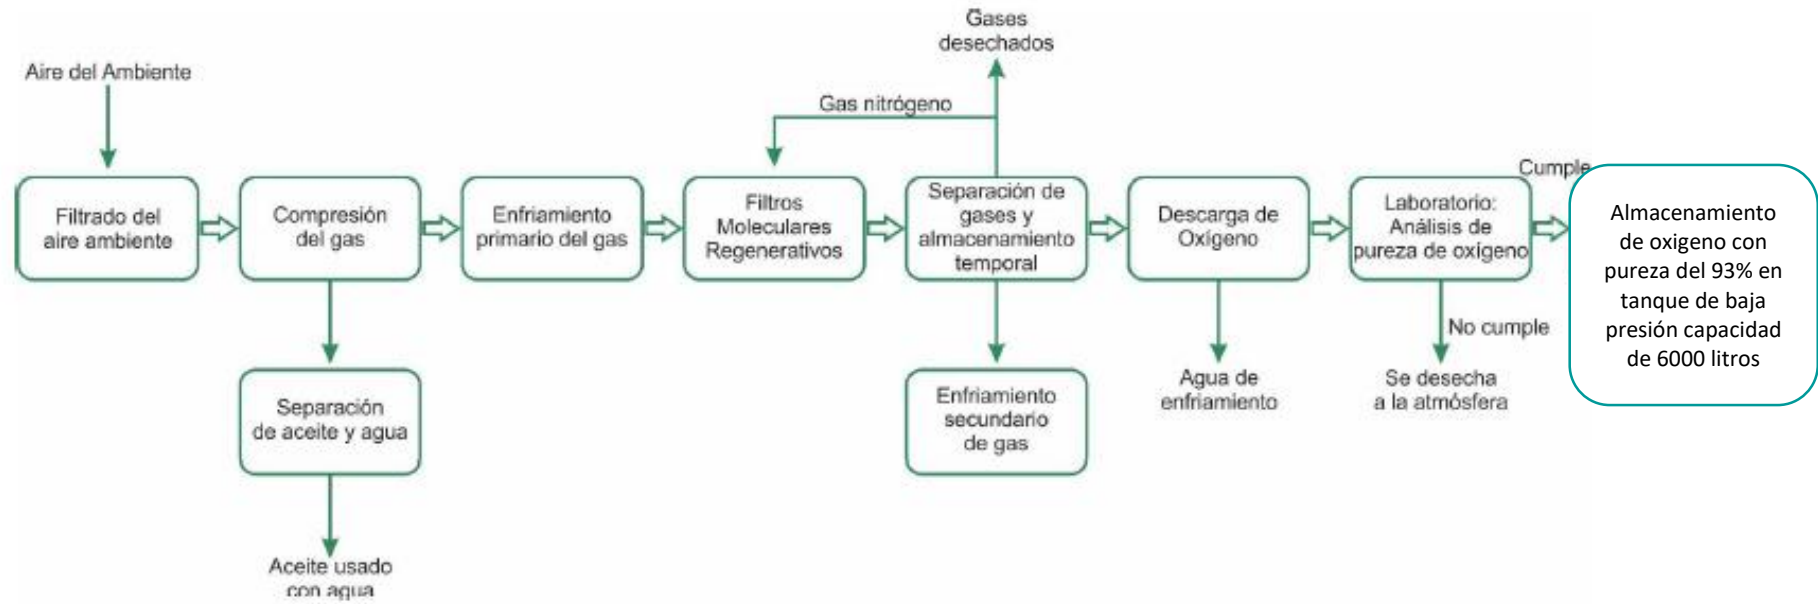 Gases
desechados
Aire del Ambiente
Gas nitrógeno
Filtrado del
aire ambiente
Compresión
del gas
Enfriamiento
primario del gas
Filtros
Moleculares
Regenerativos
Separación de
gases y
almacenamiento
temporal
Descarga de
Oxígeno
Laboratorio:
Análisis de
pureza de oxígeno
Cumple
Almacenamiento
de oxigeno con
pureza del 93% en
tanque de baja
presión capacidad
de 6000 litros
No cumple
Separación
de aceite y agua
Enfriamiento
secundario
de gas
Agua de
enfriamiento
Se desecha
a la atmósfera
Aceite usado
con agua